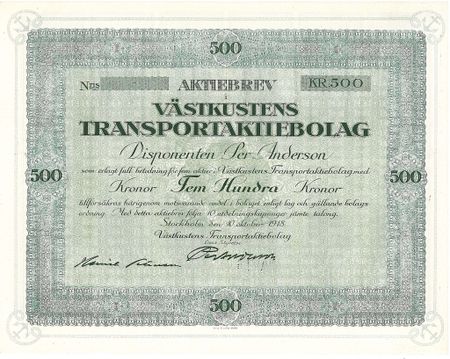 500
Nris AKTIEBREV KR.500
i
VÄSTKUSTENS
TRANSPORTAKTIEBOLAG
Disponenten Per Anderson
som erlagt full betalning för fem aktier i Västkustens Transportaktiebolag med
Kronor Fem Hundra Kronor
500 500
tillförsäkras härigenom motsvarande andel i bolaget enligt lag och gällande bolags
ordning. Med detta aktiebrev följa 10 utdelningskuponger jämte talong.
Stockholm den 10 oktober 1918.
Västkustens Transportaktiebolag
500